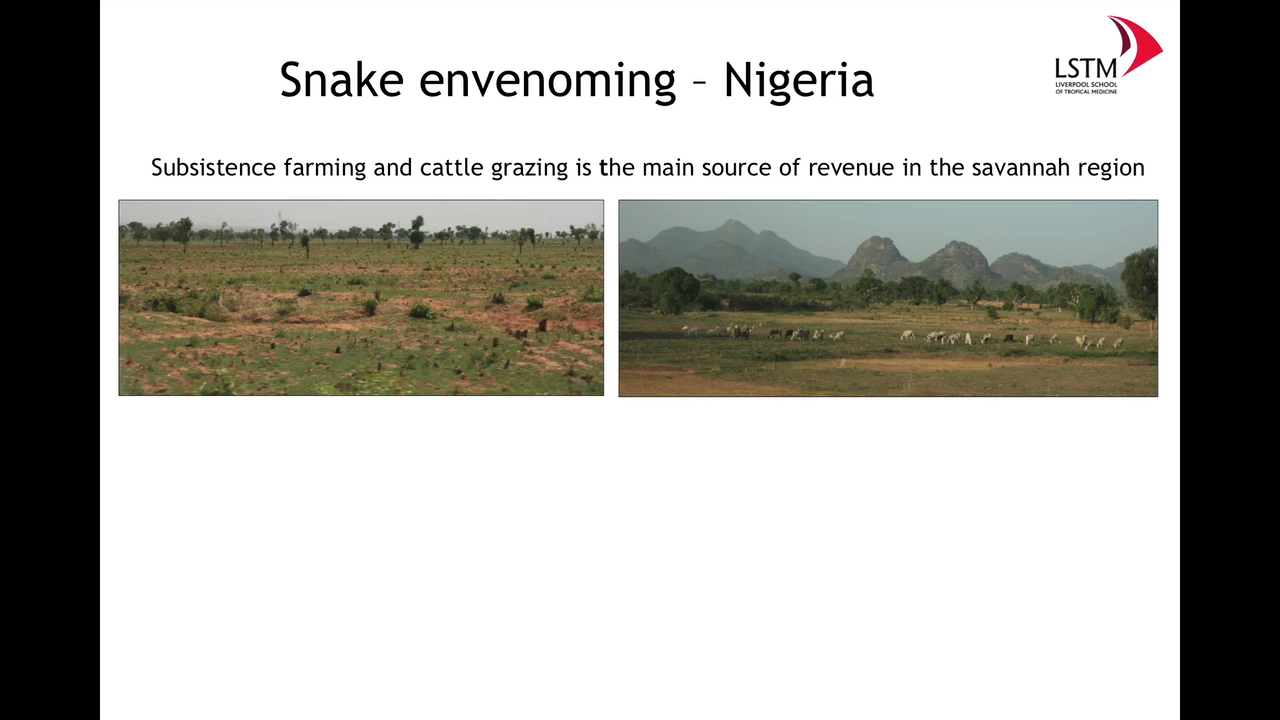 Snake envenoming – Nigeria
LSTM
LIVERPOOL SCHOOL
OF TROPICAL MEDICINE
Subsistence farming and cattle grazing is the main source of revenue in the savannah region